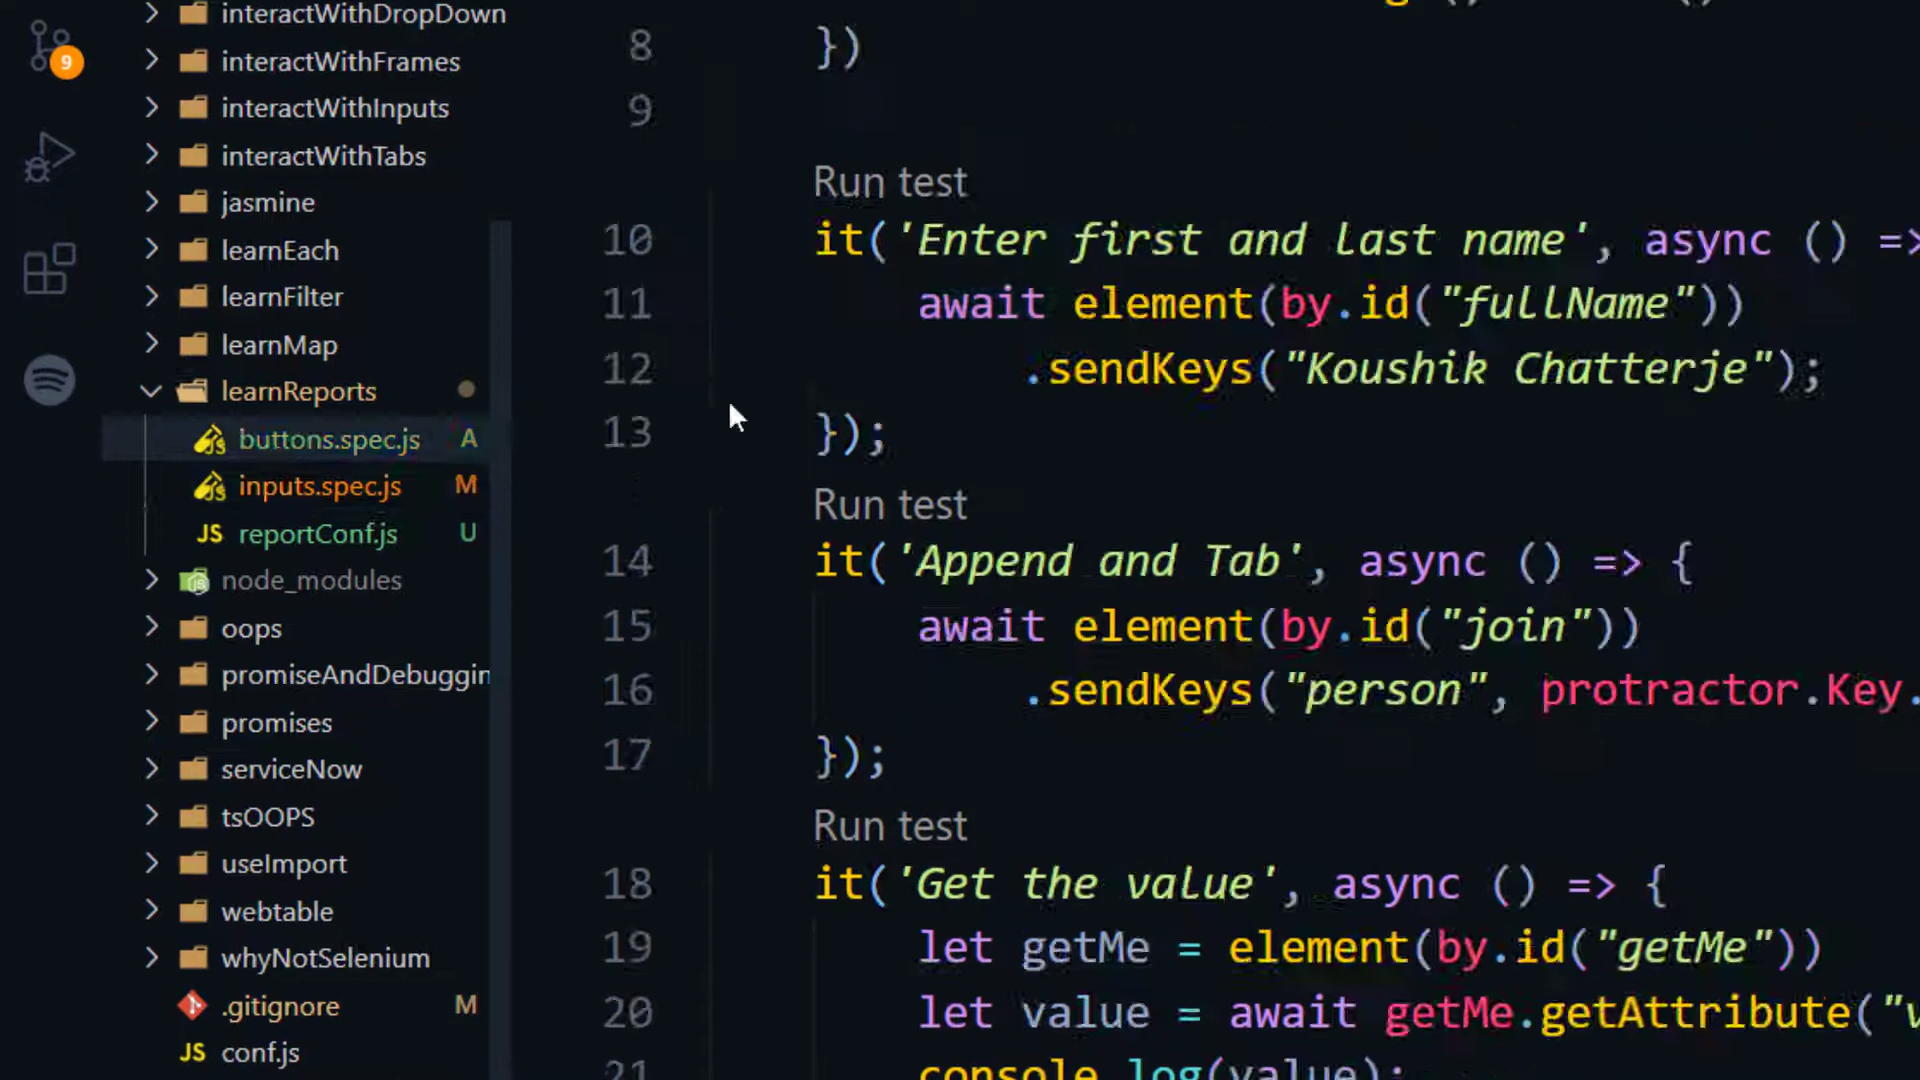 interactWithDropDown
9
interactWithFrames
interactWithInputs
interactWithTabs
jasmine
learnEach
learnFilter
learnMap
learnReports
buttons.spec.js A
inputs.spec.js M
JS reportConf.js U
node_modules
oops
promiseAndDebuggin
promises
serviceNow
tsOOPS
useImport
webtable
whyNotSelenium
.gitignore M
JS conf.js
8 })
9
Run test
10 it('Enter first and last name', async () =>
11 await element(by.id("fullName"))
12 .sendKeys("Koushik Chatterje");
13 });
Run test
14 it('Append and Tab', async () => {
15 await element(by.id("join"))
16 .sendKeys("person", protractor.Key.
17 });
Run test
18 it('Get the value', async () => {
19 let getMe = element(by.id("getMe"))
20 let value = await getMe.getAttribute("v
21 console.log(value);